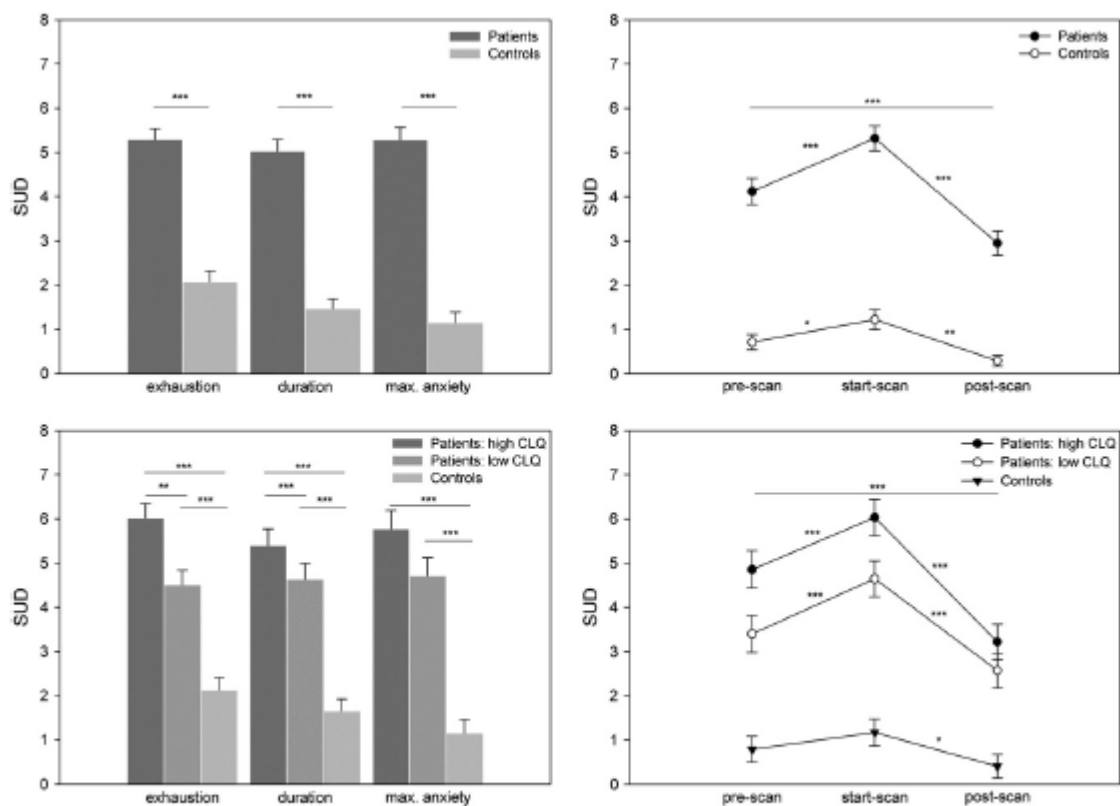 8
7
6
5
4
3
2
1
0
SUD
Patients
Controls
***
***
***
exhaustion
duration
max. anxiety
8
7
6
5
4
3
2
1
0
SUD
Patients
Controls
***
***
***
*
**
pre-scan
start-scan
post-scan
8
7
6
5
4
3
2
1
0
SUD
Patients: high CLQ
Patients: low CLQ
Controls
***
**
***
***
***
***
***
***
exhaustion
duration
max. anxiety
8
7
6
5
4
3
2
1
0
SUD
Patients: high CLQ
Patients: low CLQ
Controls
***
***
***
***
***
*
pre-scan
start-scan
post-scan